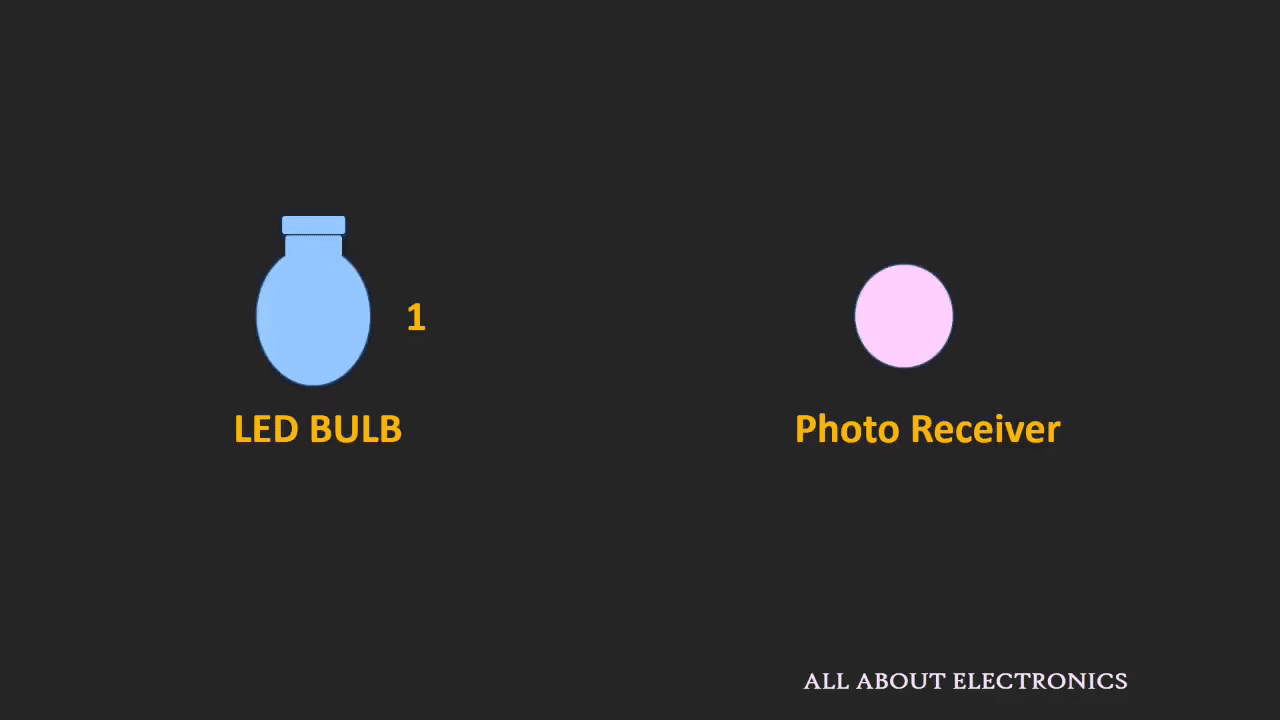 1
LED BULB
Photo Receiver
ALL ABOUT ELECTRONICS